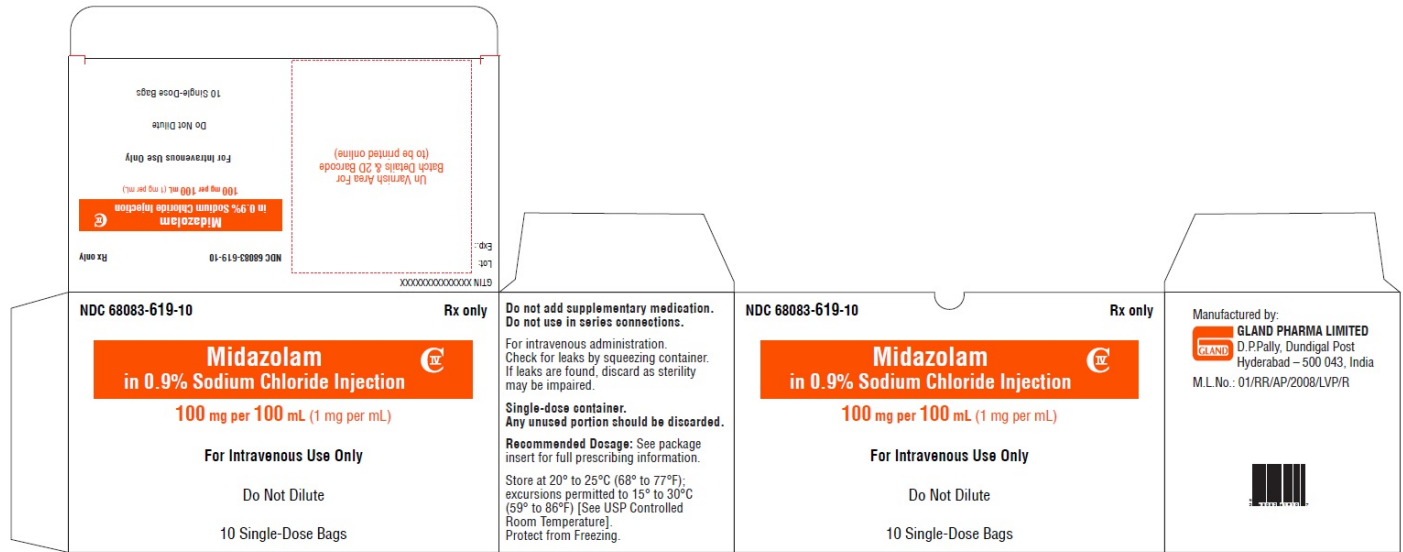 10 Single-Dose Bags
Do Not Dilute
For Intravenous Use Only
100 mg per 100 mL (1 mg per mL)
in 0.9% Sodium Chloride Injection
Midazolam CIV
NDC 68083-619-10 Rx only
Un Varnish Area For
Batch Details & 2D Barcode
(to be printed online)
Exp.:
Lot:
GTIN XXXXXXXXXXXXXX
NDC 68083-619-10 Rx only
Midazolam CIV
in 0.9% Sodium Chloride Injection
100 mg per 100 mL (1 mg per mL)
For Intravenous Use Only
Do Not Dilute
10 Single-Dose Bags
Do not add supplementary medication.
Do not use in series connections.
For intravenous administration.
Check for leaks by squeezing container.
If leaks are found, discard as sterility
may be impaired.
Single-dose container.
Any unused portion should be discarded.
Recommended Dosage: See package
insert for full prescribing information.
Store at 20° to 25°C (68° to 77°F);
excursions permitted to 15° to 30°C
(59° to 86°F) [See USP Controlled
Room Temperature].
Protect from Freezing.
NDC 68083-619-10 Rx only
Midazolam CIV
in 0.9% Sodium Chloride Injection
100 mg per 100 mL (1 mg per mL)
For Intravenous Use Only
Do Not Dilute
10 Single-Dose Bags
Manufactured by:
GLAND PHARMA LIMITED
GLAND
D.P.Pally, Dundigal Post
Hyderabad – 500 043, India
M.L.No.: 01/RR/AP/2008/LVP/R